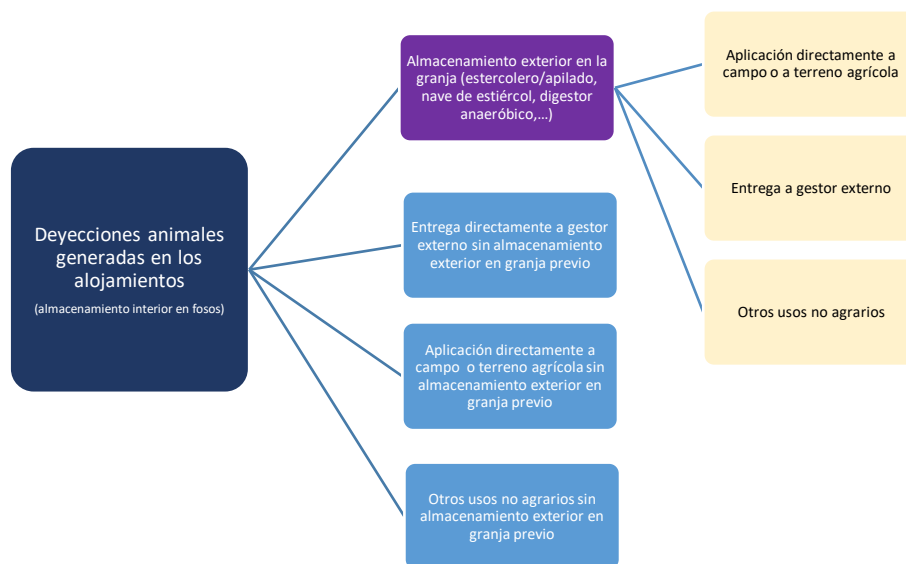 Deyecciones animales
generadas en los
alojamientos
(almacenamiento interior en fosos)
Almacenamiento exterior en la
granja (estercolero/apilado,
nave de estiércol, digestor
anaeróbico,...)
Entrega directamente a gestor
externo sin almacenamiento
exterior en granja previo
Aplicación directamente a
campo o terreno agrícola sin
almacenamiento exterior en
granja previo
Otros usos no agrarios sin
almacenamiento exterior en
granja previo
Aplicación directamente a
campo o a terreno agrícola
Entrega a gestor externo
Otros usos no agrarios